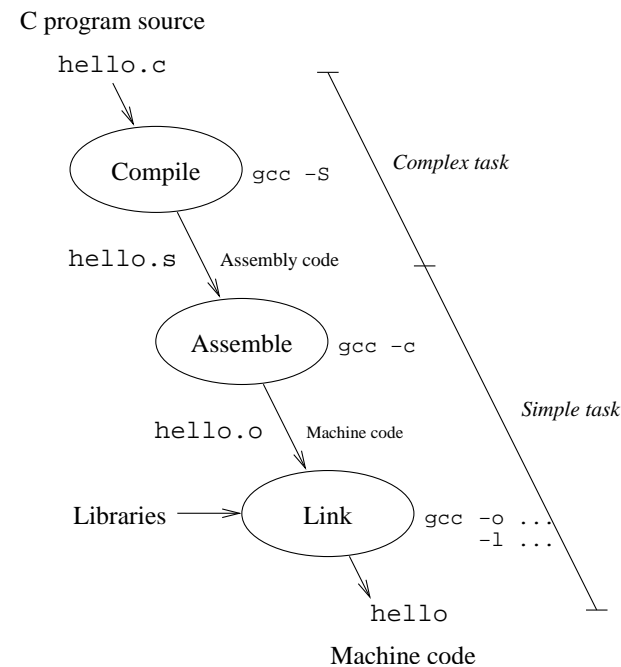 C program source
hello.c
Compile
gcc -S
Complex task
hello.s
Assembly code
Assemble
gcc -c
Simple task
hello.o
Machine code
Libraries
Link
gcc -o ...
-l ...
hello
Machine code